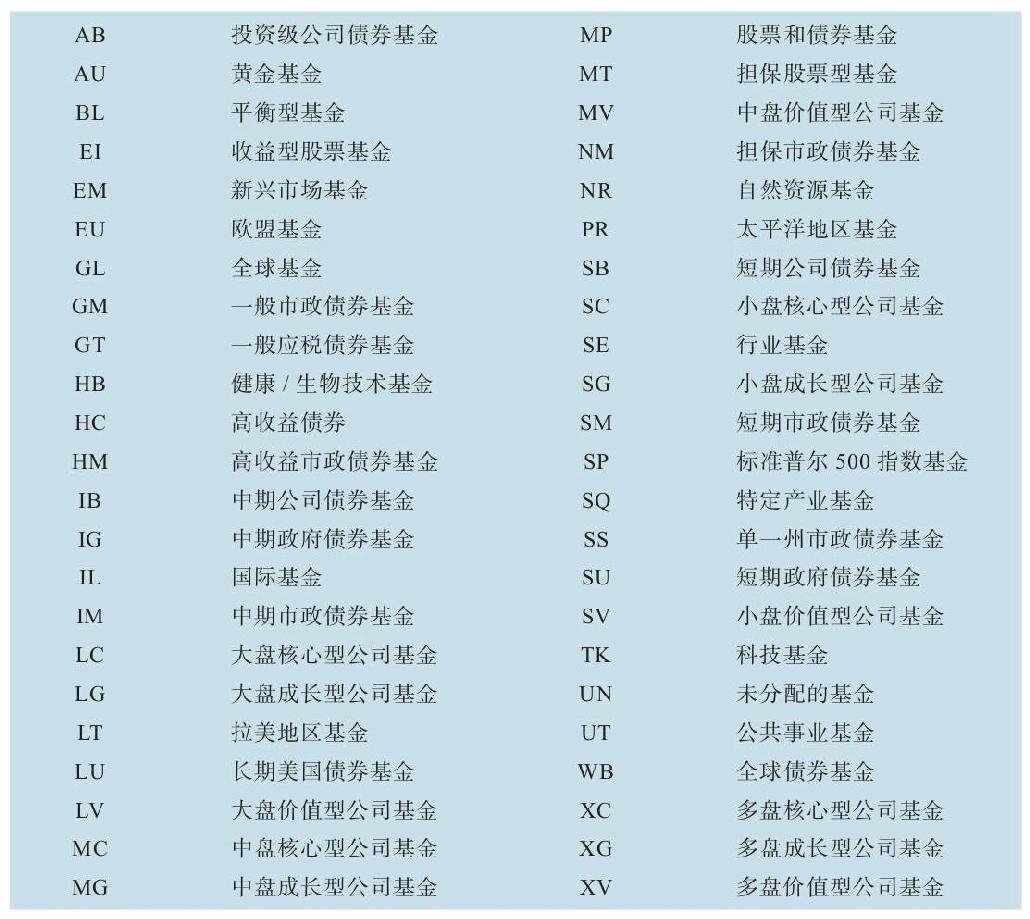 AB 投资级公司债券基金 MP 股票和债券基金
AU 黄金基金 MT 担保股票型基金
BL 平衡型基金 MV 中盘价值型公司基金
EI 收益型股票基金 NM 担保市政债券基金
EM 新兴市场基金 NR 自然资源基金
EU 欧盟基金 PR 太平洋地区基金
GL 全球基金 SB 短期公司债券基金
GM 一般市政债券基金 SC 小盘核心型公司基金
GT 一般应税债券基金 SE 行业基金
HB 健康 / 生物技术基金 SG 小盘成长型公司基金
HC 高收益债券 SM 短期市政债券基金
HM 高收益市政债券基金 SP 标准普尔 500 指数基金
IB 中期公司债券基金 SQ 特定产业基金
IG 中期政府债券基金 SS 单一州市政债券基金
IL 国际基金 SU 短期政府债券基金
IM 中期市政债券基金 SV 小盘价值型公司基金
LC 大盘核心型公司基金 TK 科技基金
LG 大盘成长型公司基金 UN 未分配的基金
LT 拉美地区基金 UT 公共事业基金
LU 长期美国债券基金 WB 全球债券基金
LV 大盘价值型公司基金 XC 多盘核心型公司基金
MC 中盘核心型公司基金 XG 多盘成长型公司基金
MG 中盘成长型公司基金 XV 多盘价值型公司基金